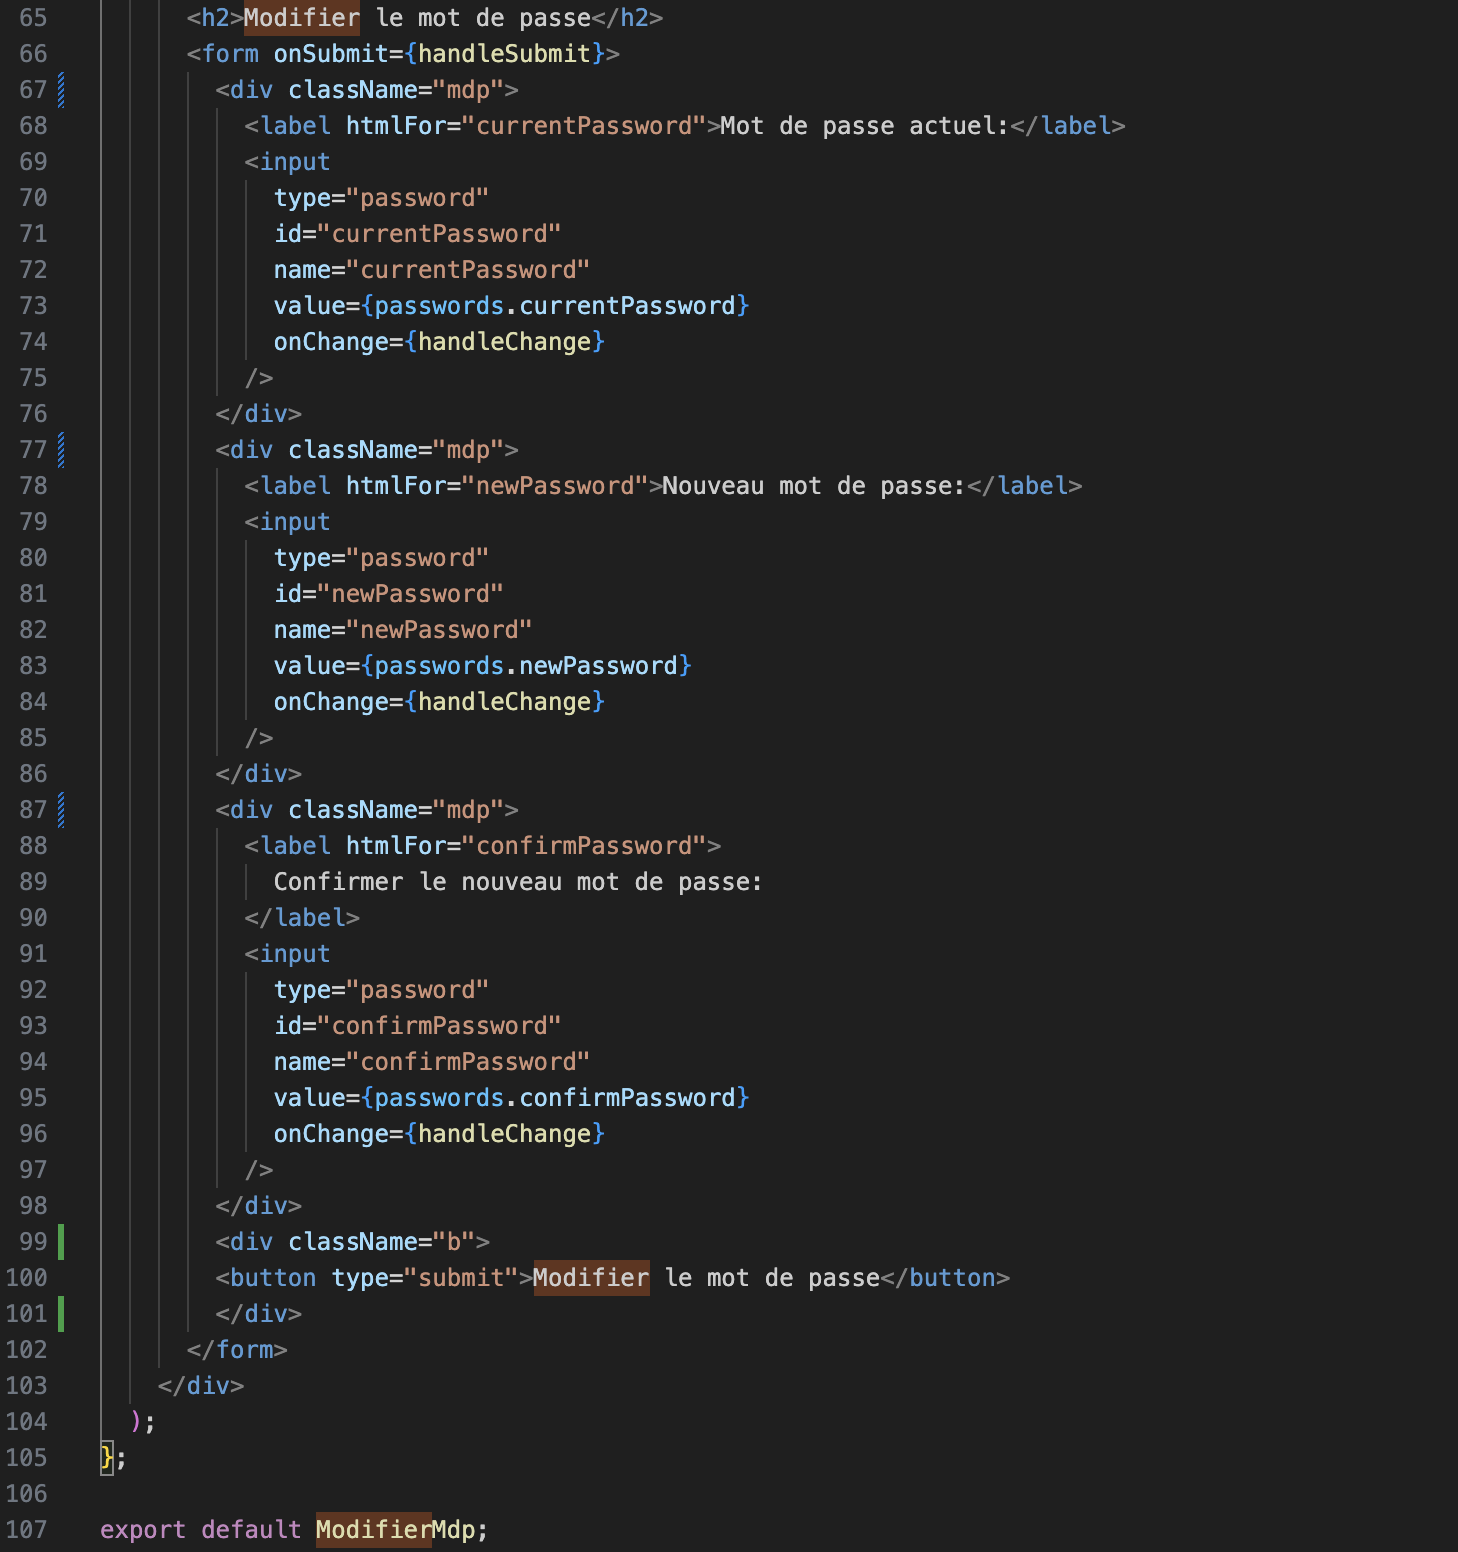 65 <h2>Modifier le mot de passe</h2>
66 <form onSubmit={handleSubmit}>
67 <div className="mdp">
68 <label htmlFor="currentPassword">Mot de passe actuel:</label>
69 <input
70 type="password"
71 id="currentPassword"
72 name="currentPassword"
73 value={passwords.currentPassword}
74 onChange={handleChange}
75 />
76 </div>
77 <div className="mdp">
78 <label htmlFor="newPassword">Nouveau mot de passe:</label>
79 <input
80 type="password"
81 id="newPassword"
82 name="newPassword"
83 value={passwords.newPassword}
84 onChange={handleChange}
85 />
86 </div>
87 <div className="mdp">
88 <label htmlFor="confirmPassword">
89 Confirmer le nouveau mot de passe:
90 </label>
91 <input
92 type="password"
93 id="confirmPassword"
94 name="confirmPassword"
95 value={passwords.confirmPassword}
96 onChange={handleChange}
97 />
98 </div>
99 <div className="b">
100 <button type="submit">Modifier le mot de passe</button>
101 </div>
102 </form>
103 </div>
104 );
105 };
106
107 export default ModifierMdp;